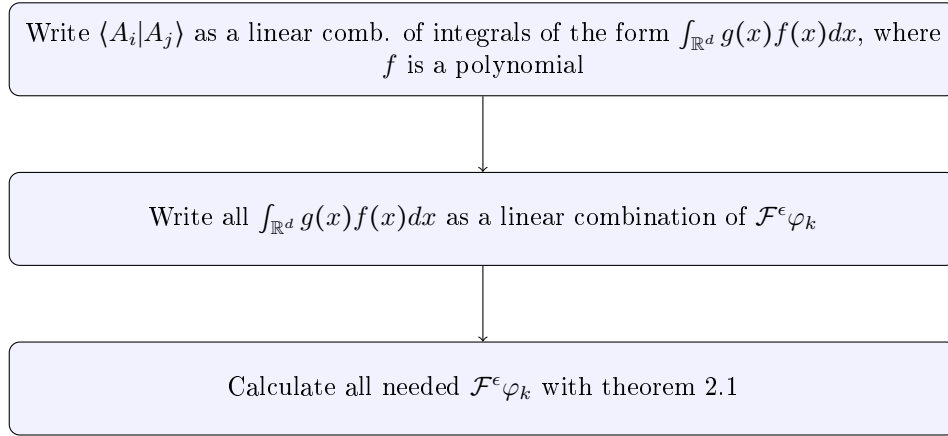 Write ⟨A_i|A_j⟩ as a linear comb. of integrals of the form ∫_{ℝ^d} g(x)f(x)dx, where
f is a polynomial
Write all ∫_{ℝ^d} g(x)f(x)dx as a linear combination of ℱ^ϵφ_k
Calculate all needed ℱ^ϵφ_k with theorem 2.1